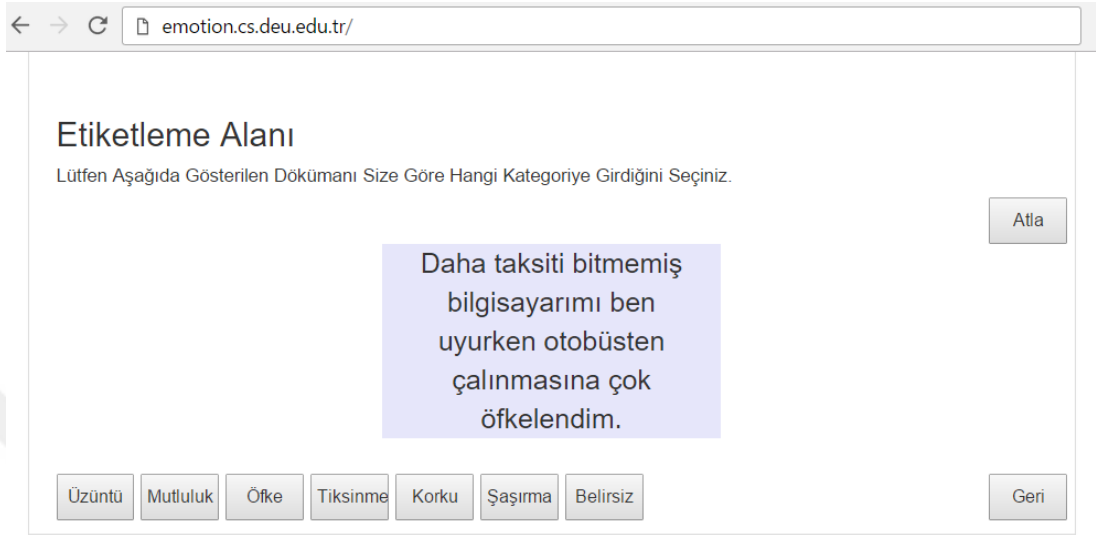 emotion.cs.deu.edu.tr/
Etiketleme Alanı
Lütfen Aşağıda Gösterilen Dökümanı Size Göre Hangi Kategoriye Girdiğini Seçiniz.
Atla
Daha taksiti bitmemiş
bilgisayarımı ben
uyurken otobüsten
çalınmasına çok
öfkelendim.
Üzüntü Mutluluk Öfke Tiksinme Korku Şaşırma Belirsiz Geri